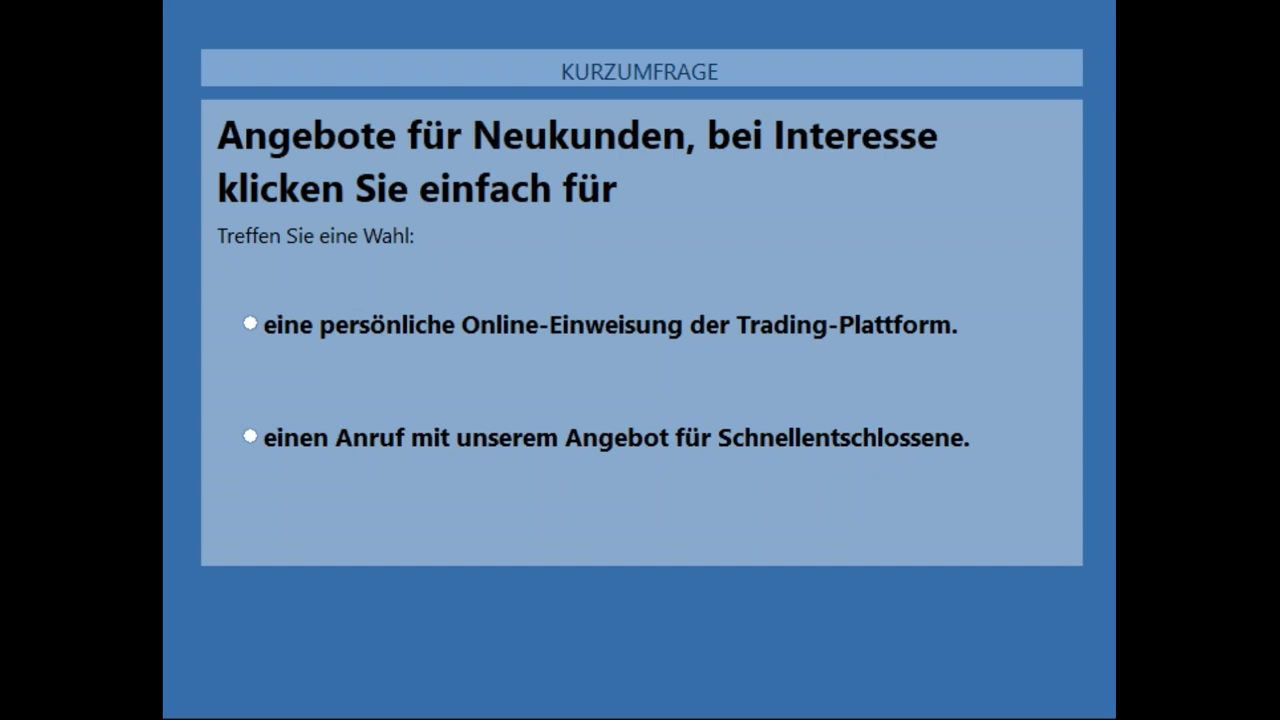 KURZUMFRAGE
Angebote für Neukunden, bei Interesse
klicken Sie einfach für
Treffen Sie eine Wahl:
eine persönliche Online-Einweisung der Trading-Plattform.
einen Anruf mit unserem Angebot für Schnellentschlossene.